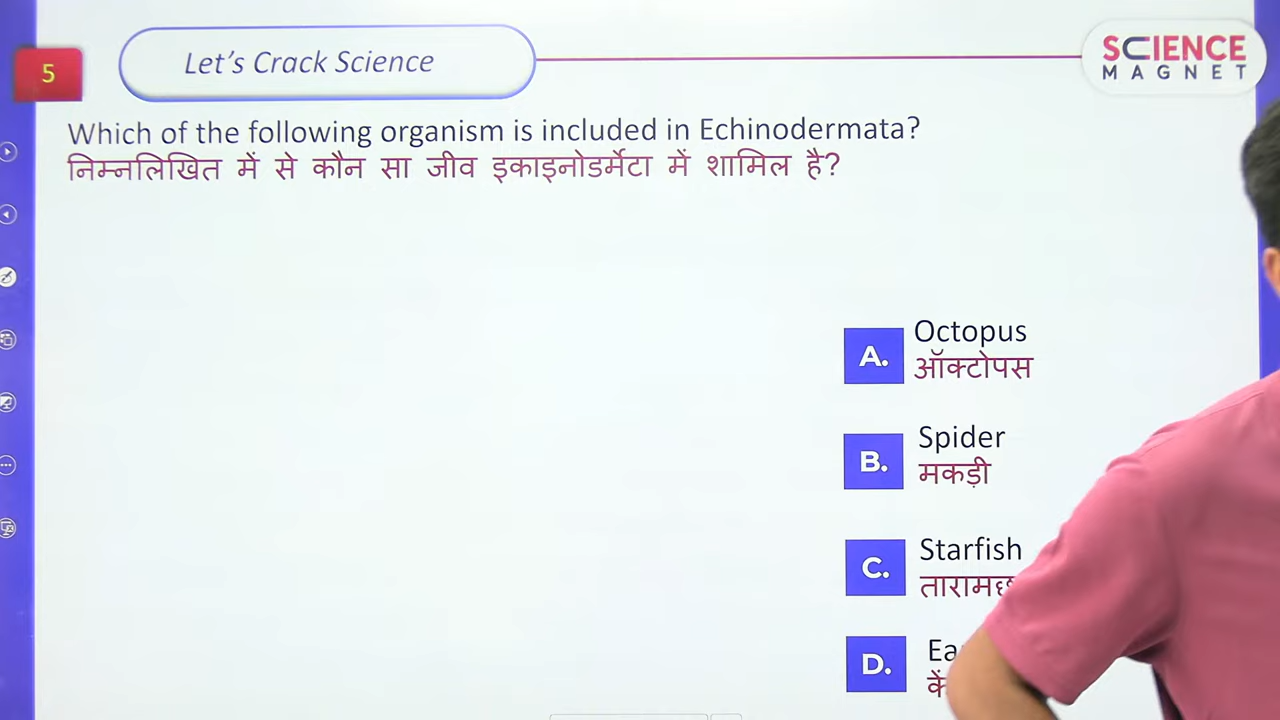 5
Let's Crack Science
SCIENCE
MAGNET
Which of the following organism is included in Echinodermata?
निम्नलिखित में से कौन सा जीव इकाइनोडर्मेटा में शामिल है?
A.
Octopus
ऑक्टोपस
B.
Spider
मकड़ी
C.
Starfish
D.